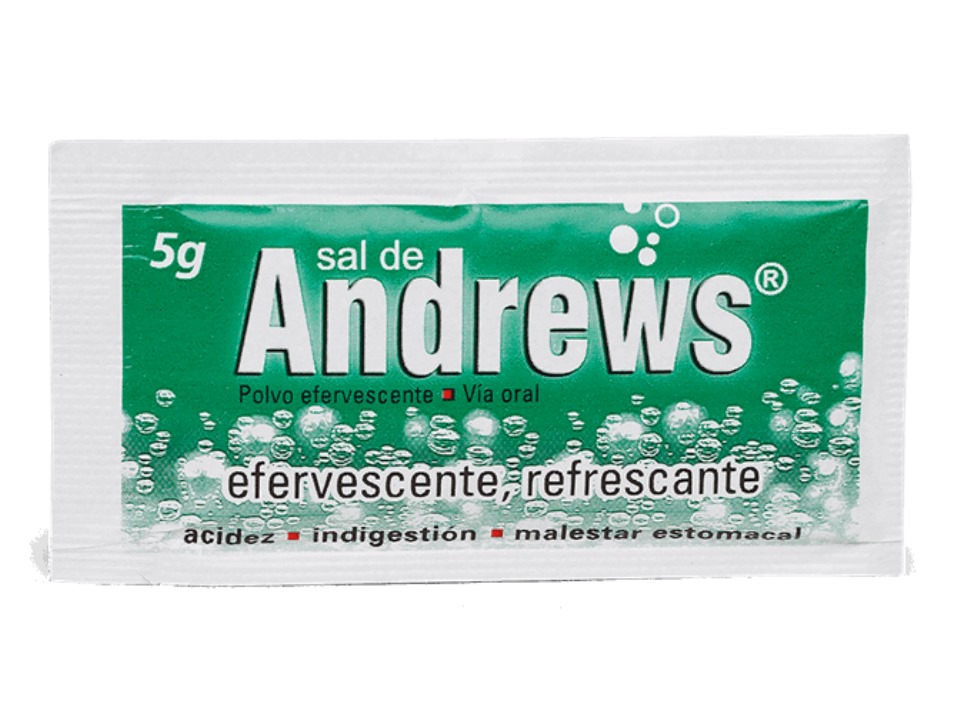 5g
sal de
Andrews®
Polvo efervescente ▪ Vía oral
efervescente, refrescante
acidez ▪ indigestión ▪ malestar estomacal